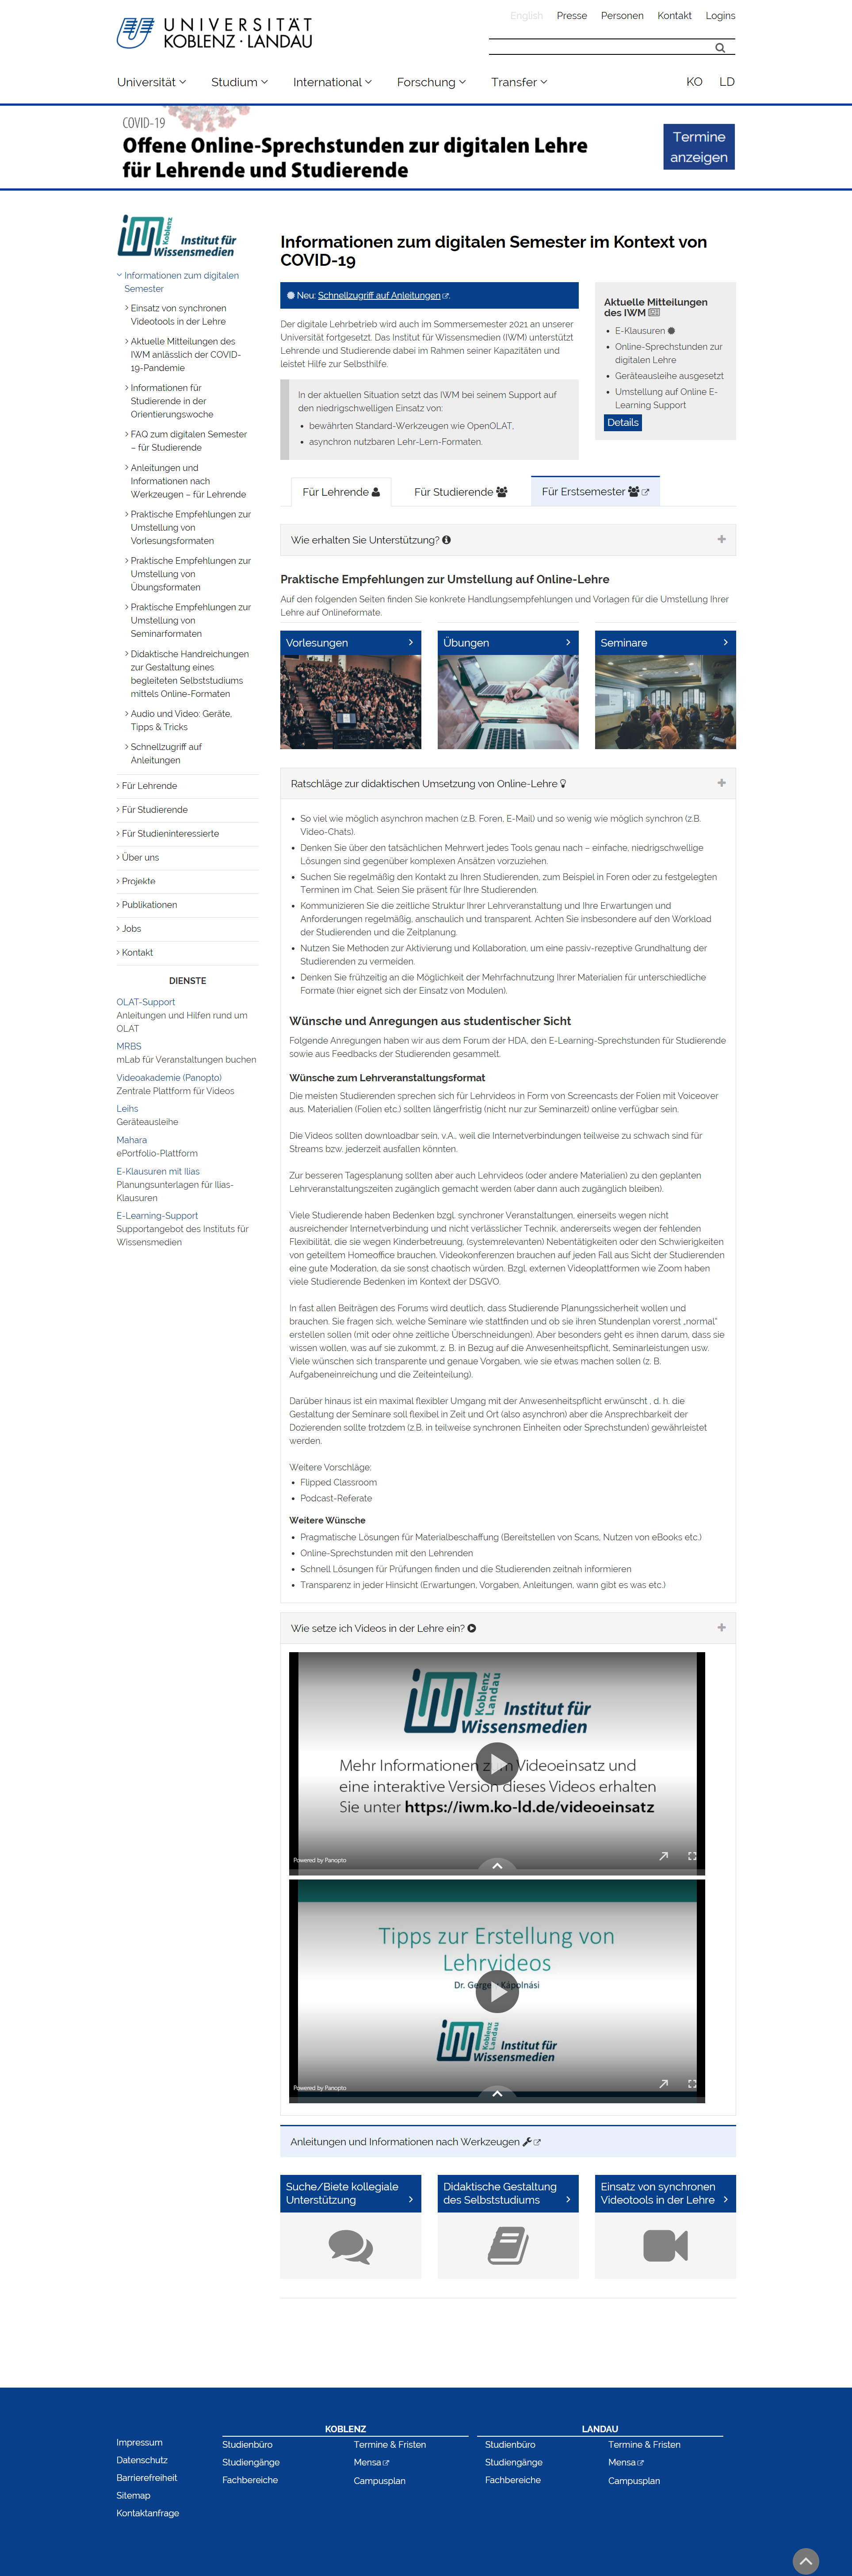 UNIVERSITÄT
KOBLENZ · LANDAU
English Presse Personen Kontakt Logins
Universität Studium International Forschung Transfer KO LD
COVID-19
Offene Online-Sprechstunden zur digitalen Lehre
für Lehrende und Studierende
Termine
anzeigen
Koblenz
Landau
Institut für
Wissensmedien
Informationen zum digitalen
Semester
Einsatz von synchronen
Videotools in der Lehre
Aktuelle Mitteilungen des
IWM anlässlich der COVID-
19-Pandemie
Informationen für
Studierende in der
Orientierungswoche
FAQ zum digitalen Semester
– für Studierende
Anleitungen und
Informationen nach
Werkzeugen – für Lehrende
Praktische Empfehlungen zur
Umstellung von
Vorlesungsformaten
Praktische Empfehlungen zur
Umstellung von
Übungsformaten
Praktische Empfehlungen zur
Umstellung von
Seminarformaten
Didaktische Handreichungen
zur Gestaltung eines
begleiteten Selbststudiums
mittels Online-Formaten
Audio und Video: Geräte,
Tipps & Tricks
Schnellzugriff auf
Anleitungen
Für Lehrende
Für Studierende
Für Studieninteressierte
Über uns
Projekte
Publikationen
Jobs
Kontakt
DIENSTE
OLAT-Support
Anleitungen und Hilfen rund um
OLAT
MRBS
mLab für Veranstaltungen buchen
Videoakademie (Panopto)
Zentrale Plattform für Videos
Leihs
Geräteausleihe
Mahara
ePortfolio-Plattform
E-Klausuren mit Ilias
Planungsunterlagen für Ilias-
Klausuren
E-Learning-Support
Supportangebot des Instituts für
Wissensmedien
Informationen zum digitalen Semester im Kontext von
COVID-19
Neu: Schnellzugriff auf Anleitungen.
Der digitale Lehrbetrieb wird auch im Sommersemester 2021 an unserer
Universität fortgesetzt. Das Institut für Wissensmedien (IWM) unterstützt
Lehrende und Studierende dabei im Rahmen seiner Kapazitäten und
leistet Hilfe zur Selbsthilfe.
In der aktuellen Situation setzt das IWM bei seinem Support auf
den niedrigschwelligen Einsatz von:
• bewährten Standard-Werkzeugen wie OpenOLAT,
• asynchron nutzbaren Lehr-Lern-Formaten.
Aktuelle Mitteilungen
des IWM
• E-Klausuren
• Online-Sprechstunden zur
digitalen Lehre
• Geräteausleihe ausgesetzt
• Umstellung auf Online E-
Learning Support
Details
Für Lehrende Für Studierende Für Erstsemester
Wie erhalten Sie Unterstützung?
Praktische Empfehlungen zur Umstellung auf Online-Lehre
Auf den folgenden Seiten finden Sie konkrete Handlungsempfehlungen und Vorlagen für die Umstellung Ihrer
Lehre auf Onlineformate.
Vorlesungen Übungen Seminare
Ratschläge zur didaktischen Umsetzung von Online-Lehre
• So viel wie möglich asynchron machen (z.B. Foren, E-Mail) und so wenig wie möglich synchron (z.B.
Video-Chats).
• Denken Sie über den tatsächlichen Mehrwert jedes Tools genau nach – einfache, niedrigschwellige
Lösungen sind gegenüber komplexen Ansätzen vorzuziehen.
• Suchen Sie regelmäßig den Kontakt zu Ihren Studierenden, zum Beispiel in Foren oder zu festgelegten
Terminen im Chat. Seien Sie präsent für Ihre Studierenden.
• Kommunizieren Sie die zeitliche Struktur Ihrer Lehrveranstaltung und Ihre Erwartungen und
Anforderungen regelmäßig, anschaulich und transparent. Achten Sie insbesondere auf den Workload
der Studierenden und die Zeitplanung.
• Nutzen Sie Methoden zur Aktivierung und Kollaboration, um eine passiv-rezeptive Grundhaltung der
Studierenden zu vermeiden.
• Denken Sie frühzeitig an die Möglichkeit der Mehrfachnutzung Ihrer Materialien für unterschiedliche
Formate (hier eignet sich der Einsatz von Modulen).
Wünsche und Anregungen aus studentischer Sicht
Folgende Anregungen haben wir aus dem Forum der HDA, den E-Learning-Sprechstunden für Studierende
sowie aus Feedbacks der Studierenden gesammelt.
Wünsche zum Lehrveranstaltungsformat
Die meisten Studierenden sprechen sich für Lehrvideos in Form von Screencasts der Folien mit Voiceover
aus. Materialien (Folien etc.) sollten längerfristig (nicht nur zur Seminarzeit) online verfügbar sein.
Die Videos sollten downloadbar sein, v.A., weil die Internetverbindungen teilweise zu schwach sind für
Streams bzw. jederzeit ausfallen könnten.
Zur besseren Tagesplanung sollten aber auch Lehrvideos (oder andere Materialien) zu den geplanten
Lehrveranstaltungszeiten zugänglich gemacht werden (aber dann auch zugänglich bleiben).
Viele Studierende haben Bedenken bzgl. synchroner Veranstaltungen, einerseits wegen nicht
ausreichender Internetverbindung und nicht verlässlicher Technik, andererseits wegen der fehlenden
Flexibilität, die sie wegen Kinderbetreuung, (systemrelevanten) Nebentätigkeiten oder den Schwierigkeiten
von geteiltem Homeoffice brauchen. Videokonferenzen brauchen auf jeden Fall aus Sicht der Studierenden
eine gute Moderation, da sie sonst chaotisch würden. Bzgl. externen Videoplattformen wie Zoom haben
viele Studierende Bedenken im Kontext der DSGVO.
In fast allen Beiträgen des Forums wird deutlich, dass Studierende Planungssicherheit wollen und
brauchen. Sie fragen sich, welche Seminare wie stattfinden und ob sie ihren Stundenplan vorerst „normal"
erstellen sollen (mit oder ohne zeitliche Überschneidungen). Aber besonders geht es ihnen darum, dass sie
wissen wollen, was auf sie zukommt, z. B. in Bezug auf die Anwesenheitspflicht, Seminarleistungen usw.
Viele wünschen sich transparente und genaue Vorgaben, wie sie etwas machen sollen (z. B.
Aufgabeneinreichung und die Zeiteinteilung).
Darüber hinaus ist ein maximal flexibler Umgang mit der Anwesenheitspflicht erwünscht , d. h. die
Gestaltung der Seminare soll flexibel in Zeit und Ort (also asynchron) aber die Ansprechbarkeit der
Dozierenden sollte trotzdem (z.B. in teilweise synchronen Einheiten oder Sprechstunden) gewährleistet
werden.
Weitere Vorschläge:
• Flipped Classroom
• Podcast-Referate
Weitere Wünsche
• Pragmatische Lösungen für Materialbeschaffung (Bereitstellen von Scans, Nutzen von eBooks etc.)
• Online-Sprechstunden mit den Lehrenden
• Schnell Lösungen für Prüfungen finden und die Studierenden zeitnah informieren
• Transparenz in jeder Hinsicht (Erwartungen, Vorgaben, Anleitungen, wann gibt es was etc.)
Wie setze ich Videos in der Lehre ein?
Koblenz
Landau
Institut für
Wissensmedien
Mehr Informationen zum Videoeinsatz und
eine interaktive Version dieses Videos erhalten
Sie unter https://iwm.ko-ld.de/videoeinsatz
Powered by Panopto
Tipps zur Erstellung von
Lehrvideos
Dr. Gergely Kápolnási
Koblenz
Landau
Institut für
Wissensmedien
Powered by Panopto
Anleitungen und Informationen nach Werkzeugen
Suche/Biete kollegiale
Unterstützung
Didaktische Gestaltung
des Selbststudiums
Einsatz von synchronen
Videotools in der Lehre
Impressum
Datenschutz
Barrierefreiheit
Sitemap
Kontaktanfrage
KOBLENZ
Studienbüro
Studiengänge
Fachbereiche
Termine & Fristen
Mensa
Campusplan
LANDAU
Studienbüro
Studiengänge
Fachbereiche
Termine & Fristen
Mensa
Campusplan